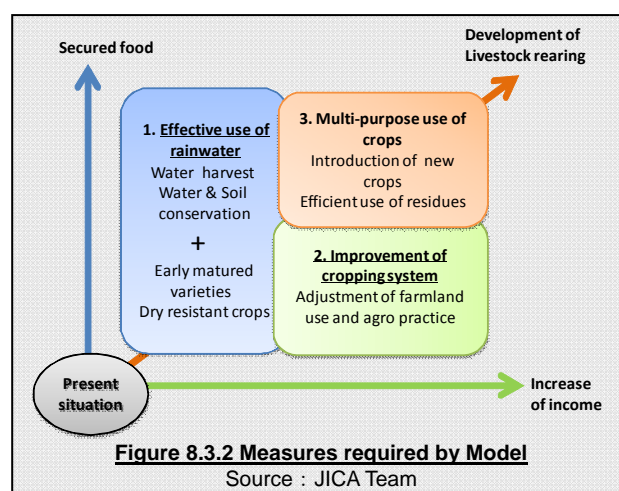 Secured food
Development of
Livestock rearing
1. Effective use of
rainwater
Water harvest
Water & Soil
conservation
+
Early matured
varieties
Dry resistant crops
3. Multi-purpose use of
crops
Introduction of new
crops
Efficient use of residues
2. Improvement of
cropping system
Adjustment of farmland
use and agro practice
Present
situation
Increase
of income
Figure 8.3.2 Measures required by Model
Source : JICA Team